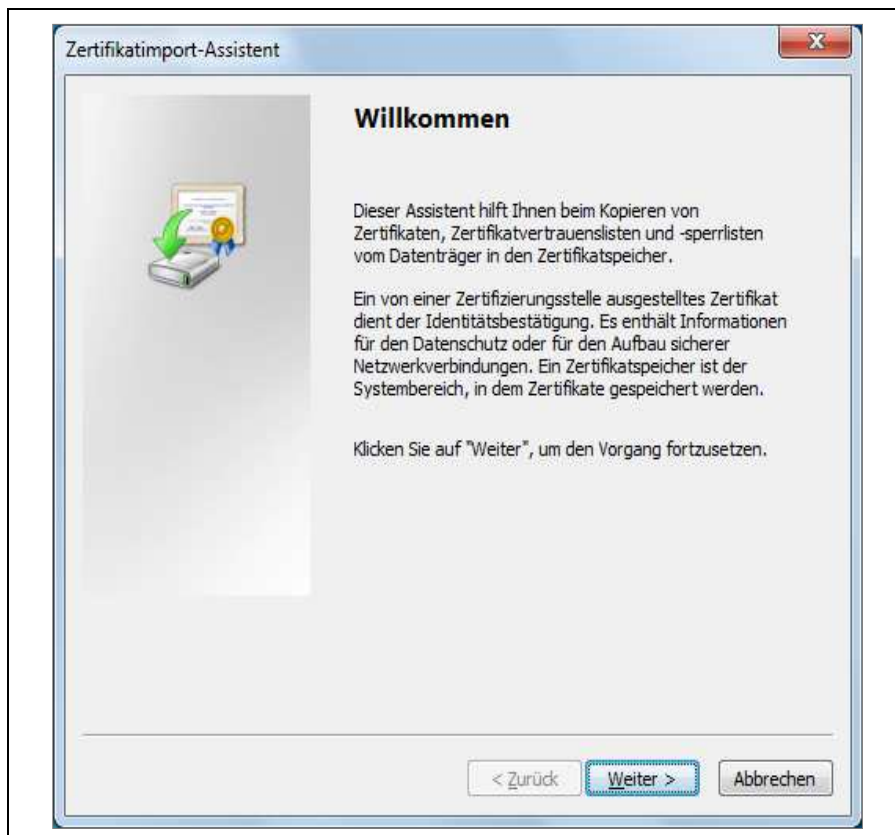 Zertifikatimport-Assistent
Willkommen
Dieser Assistent hilft Ihnen beim Kopieren von
Zertifikaten, Zertifikatvertrauenslisten und -sperrlisten
vom Datenträger in den Zertifikatspeicher.
Ein von einer Zertifizierungsstelle ausgestelltes Zertifikat
dient der Identitätsbestätigung. Es enthält Informationen
für den Datenschutz oder für den Aufbau sicherer
Netzwerkverbindungen. Ein Zertifikatspeicher ist der
Systembereich, in dem Zertifikate gespeichert werden.
Klicken Sie auf "Weiter", um den Vorgang fortzusetzen.
< Zurück Weiter > Abbrechen